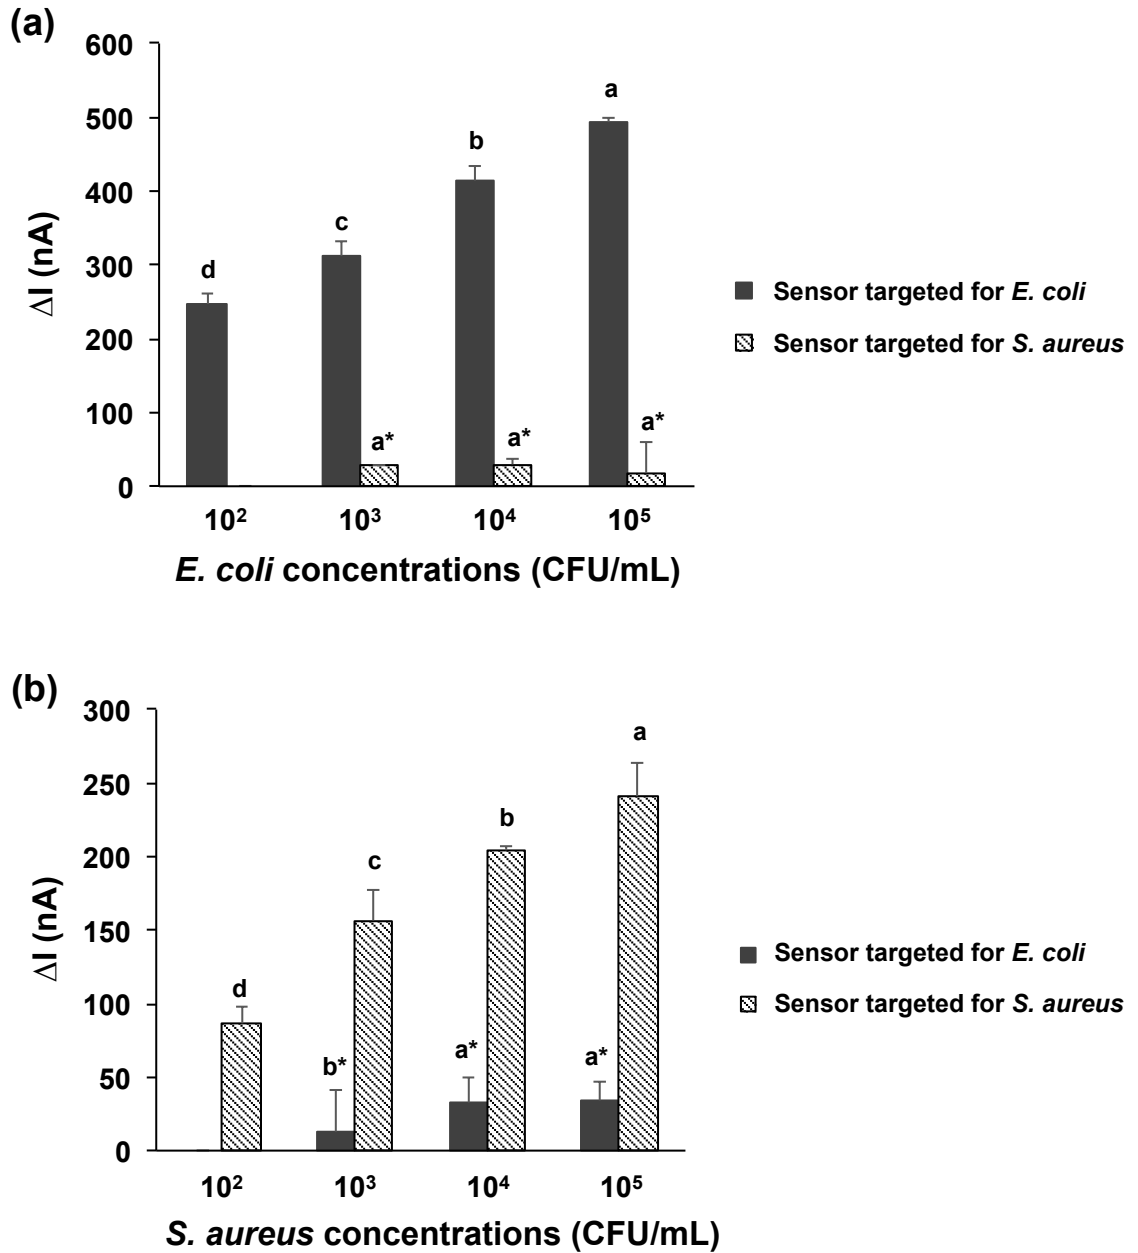 (a)
600
500
400
300
200
100
0
ΔI (nA)
d
c
b
a
a*
a*
a*
10²
10³
10⁴
10⁵
E. coli concentrations (CFU/mL)
Sensor targeted for E. coli
Sensor targeted for S. aureus
(b)
300
250
200
150
100
50
0
ΔI (nA)
d
b*
c
a*
b
a*
a
10²
10³
10⁴
10⁵
S. aureus concentrations (CFU/mL)
Sensor targeted for E. coli
Sensor targeted for S. aureus